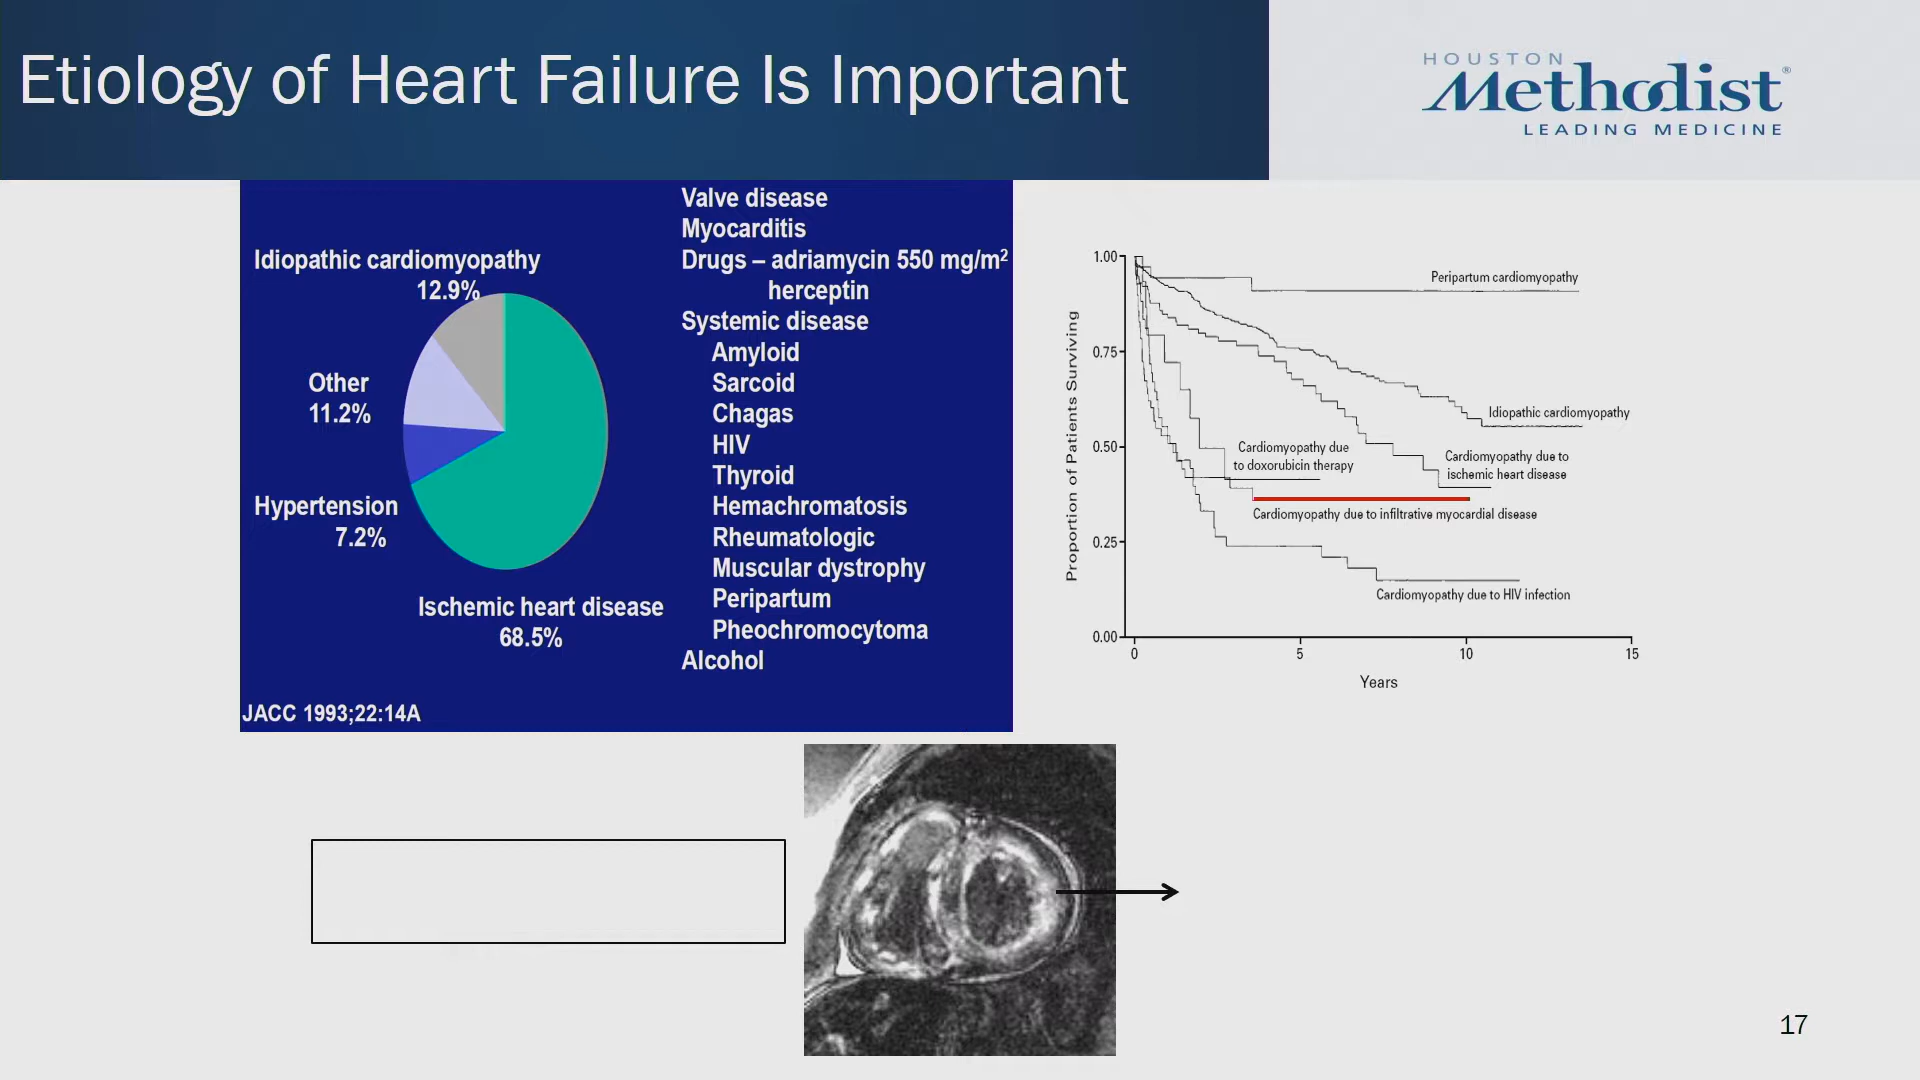 Etiology of Heart Failure Is Important
HOUSTON
Methodist®
LEADING MEDICINE
Idiopathic cardiomyopathy
12.9%
Other
11.2%
Hypertension
7.2%
Ischemic heart disease
68.5%
JACC 1993;22:14A
Valve disease
Myocarditis
Drugs – adriamycin 550 mg/m²
herceptin
Systemic disease
Amyloid
Sarcoid
Chagas
HIV
Thyroid
Hemachromatosis
Rheumatologic
Muscular dystrophy
Peripartum
Pheochromocytoma
Alcohol
Proportion of Patients Surviving
1.00
0.75
0.50
0.25
0.00
Peripartum cardiomyopathy
Idiopathic cardiomyopathy
Cardiomyopathy due
to doxorubicin therapy
Cardiomyopathy due to
ischemic heart disease
Cardiomyopathy due to infiltrative myocardial disease
Cardiomyopathy due to HIV infection
0
5
10
15
Years
17